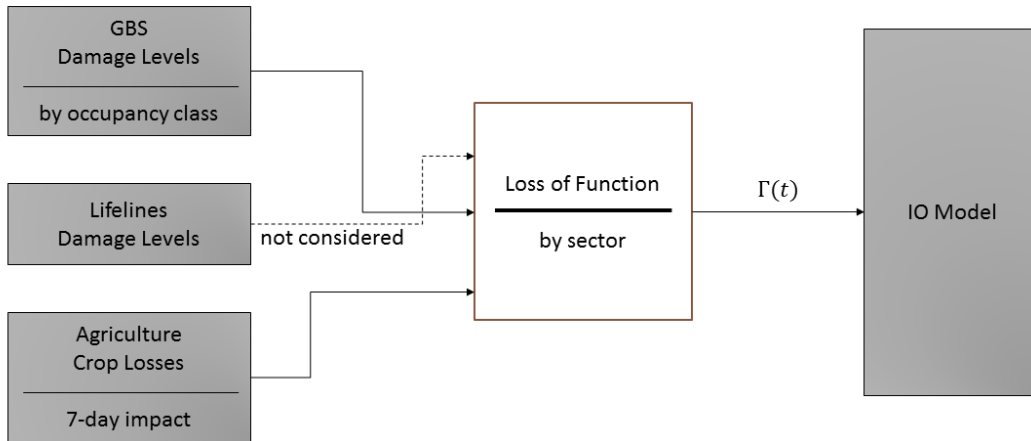 GBS
Damage Levels
by occupancy class
Lifelines
Damage Levels
not considered
Agriculture
Crop Losses
7-day impact
Loss of Function
by sector
Γ(t)
IO Model